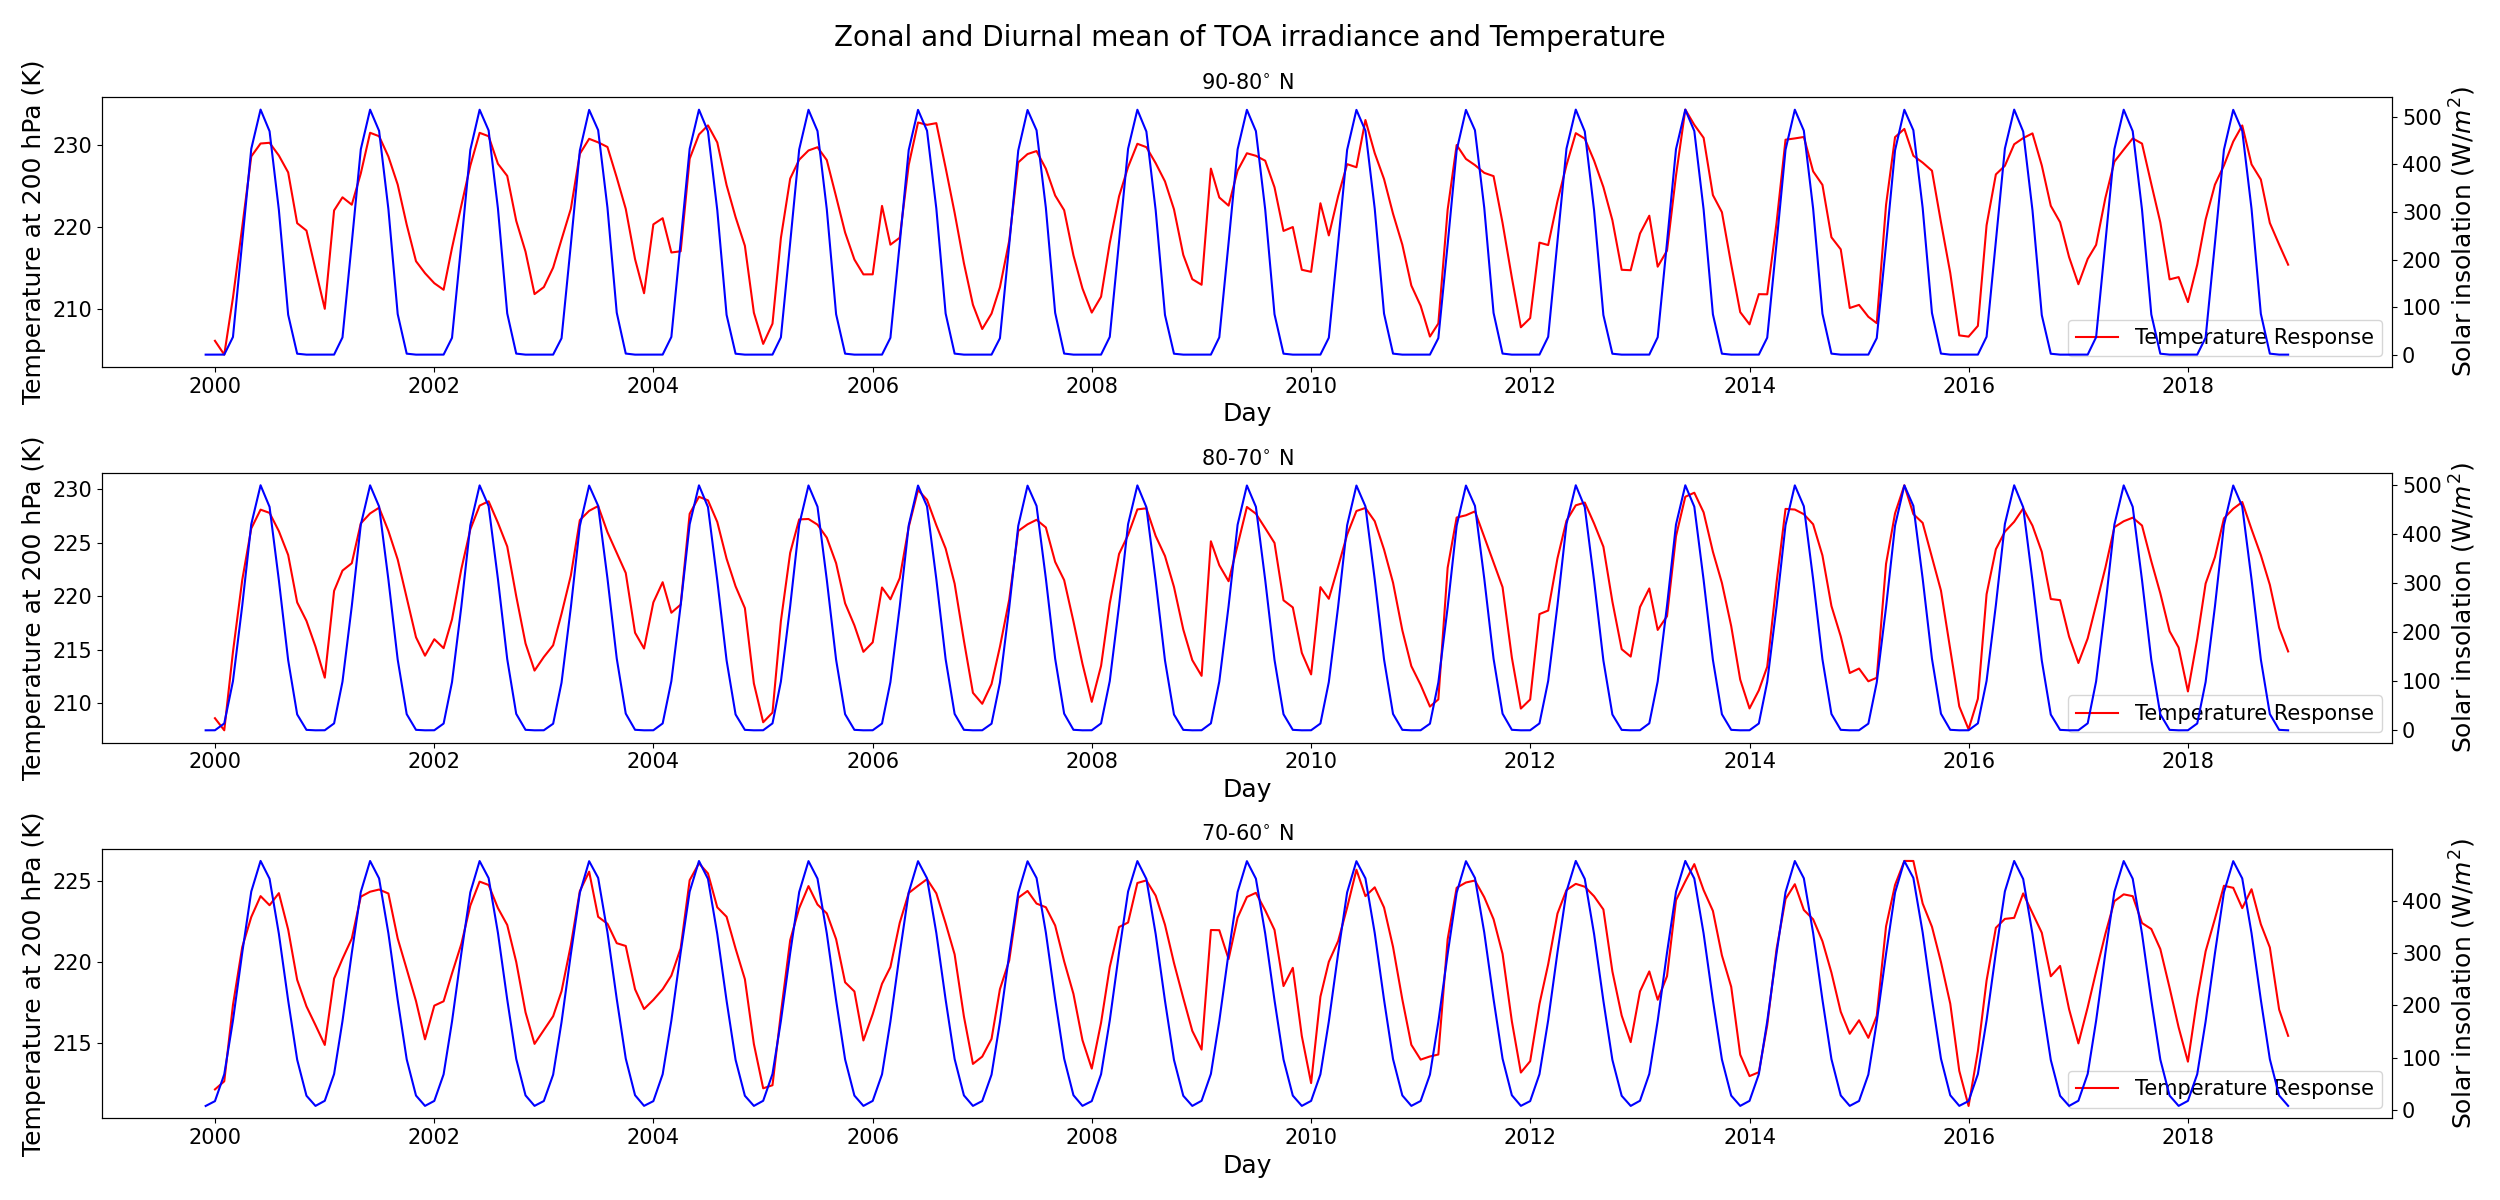 Zonal and Diurnal mean of TOA irradiance and Temperature
90-80° N
Temperature at 200 hPa (K)
230
220
210
Solar insolation (W/m²)
500
400
300
200
100
0
Temperature Response
2000 2002 2004 2006 2008 2010 2012 2014 2016 2018
Day
80-70° N
Temperature at 200 hPa (K)
230
225
220
215
210
Solar insolation (W/m²)
500
400
300
200
100
0
Temperature Response
2000 2002 2004 2006 2008 2010 2012 2014 2016 2018
Day
70-60° N
Temperature at 200 hPa (K)
225
220
215
Solar insolation (W/m²)
400
300
200
100
0
Temperature Response
2000 2002 2004 2006 2008 2010 2012 2014 2016 2018
Day